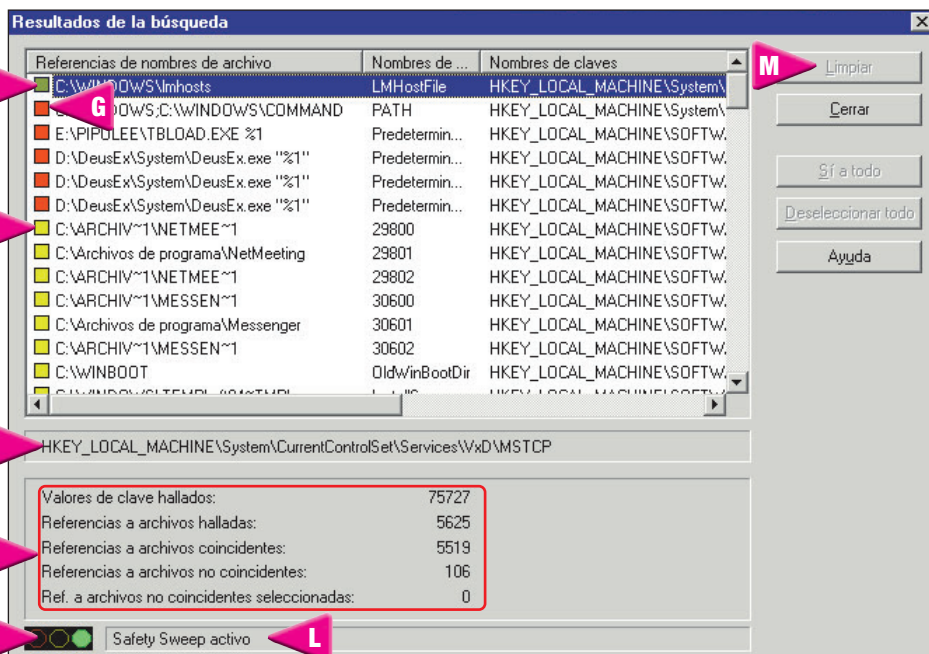 Resultados de la búsqueda
Referencias de nombres de archivo Nombres de ... Nombres de claves
C:\WINDOWS\lmhosts LMHostFile HKEY_LOCAL_MACHINE\System\
G OWS;C:\WINDOWS\COMMAND PATH HKEY_LOCAL_MACHINE\System\
E:\PIPOLEE\TBLOAD.EXE %1 Predetermin... HKEY_LOCAL_MACHINE\SOFTW.
D:\DeusEx\System\DeusEx.exe "%1" Predetermin... HKEY_LOCAL_MACHINE\SOFTW.
D:\DeusEx\System\DeusEx.exe "%1" Predetermin... HKEY_LOCAL_MACHINE\SOFTW.
D:\DeusEx\System\DeusEx.exe "%1" Predetermin... HKEY_LOCAL_MACHINE\SOFTW.
C:\ARCHIV~1\NETMEE~1 29800 HKEY_LOCAL_MACHINE\SOFTW.
C:\Archivos de programa\NetMeeting 29801 HKEY_LOCAL_MACHINE\SOFTW.
C:\ARCHIV~1\NETMEE~1 29802 HKEY_LOCAL_MACHINE\SOFTW.
C:\ARCHIV~1\MESSEN~1 30600 HKEY_LOCAL_MACHINE\SOFTW.
C:\Archivos de programa\Messenger 30601 HKEY_LOCAL_MACHINE\SOFTW.
C:\ARCHIV~1\MESSEN~1 30602 HKEY_LOCAL_MACHINE\SOFTW.
C:\WINBOOT OldWinBootDir HKEY_LOCAL_MACHINE\SOFTW.
M Limpiar
Cerrar
Sí a todo
Deseleccionar todo
Ayuda
HKEY_LOCAL_MACHINE\System\CurrentControlSet\Services\VxD\MSTCP
Valores de clave hallados: 75727
Referencias a archivos halladas: 5625
Referencias a archivos coincidentes: 5519
Referencias a archivos no coincidentes: 106
Ref. a archivos no coincidentes seleccionadas: 0
Safety Sweep activo L